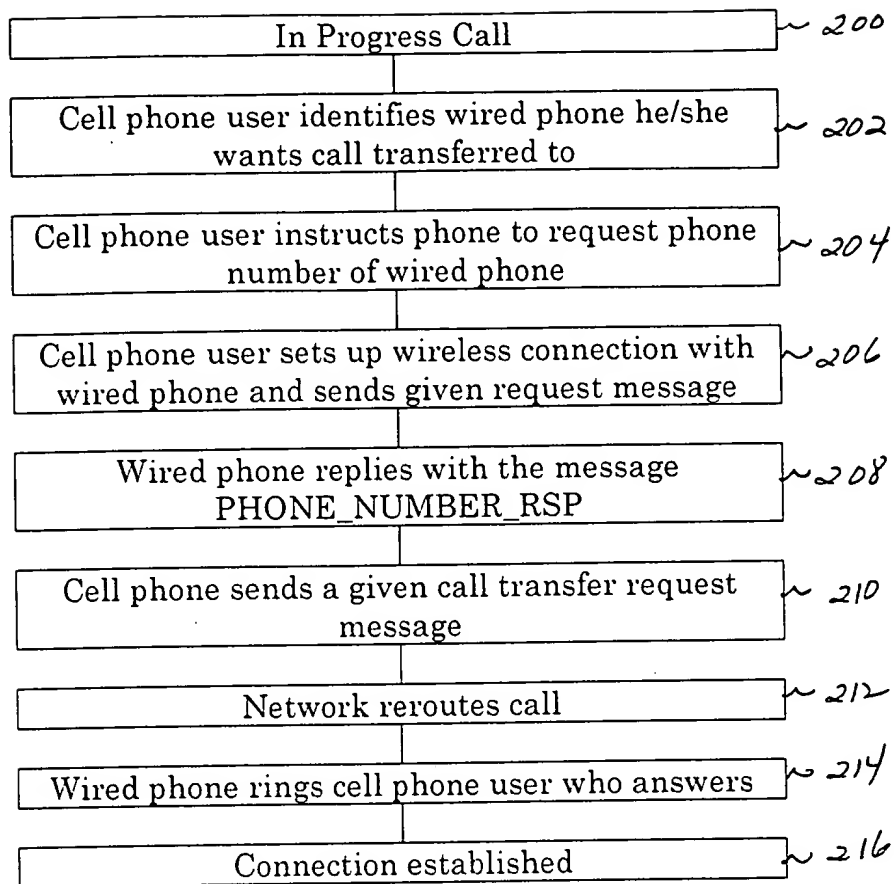 In Progress Call 200
Cell phone user identifies wired phone he/she
wants call transferred to 202
Cell phone user instructs phone to request phone
number of wired phone 204
Cell phone user sets up wireless connection with
wired phone and sends given request message 206
Wired phone replies with the message
PHONE_NUMBER_RSP 208
Cell phone sends a given call transfer request
message 210
Network reroutes call 212
Wired phone rings cell phone user who answers 214
Connection established 216